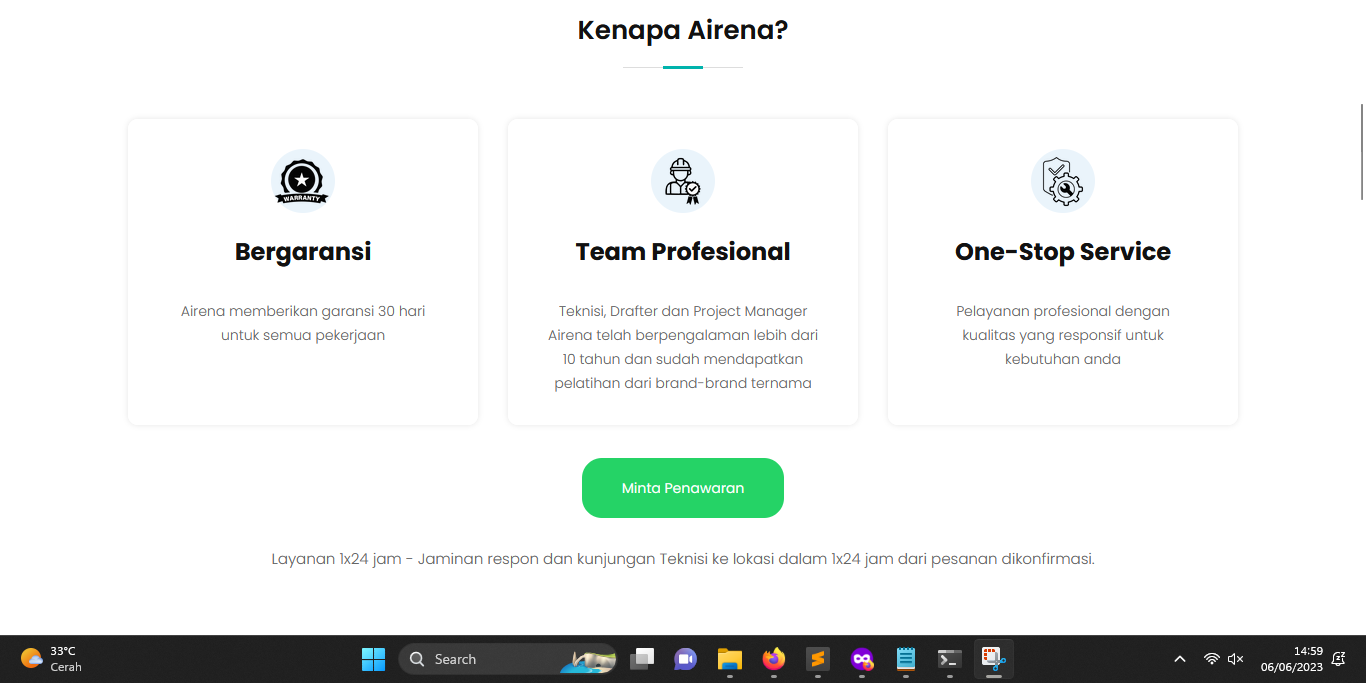 Kenapa Airena?
WARRANTY
Bergaransi
Airena memberikan garansi 30 hari
untuk semua pekerjaan
Team Profesional
Teknisi, Drafter dan Project Manager
Airena telah berpengalaman lebih dari
10 tahun dan sudah mendapatkan
pelatihan dari brand-brand ternama
One-Stop Service
Pelayanan profesional dengan
kualitas yang responsif untuk
kebutuhan anda
Minta Penawaran
Layanan 1x24 jam - Jaminan respon dan kunjungan Teknisi ke lokasi dalam 1x24 jam dari pesanan dikonfirmasi.
33°C
Cerah
Search
14:59
06/06/2023